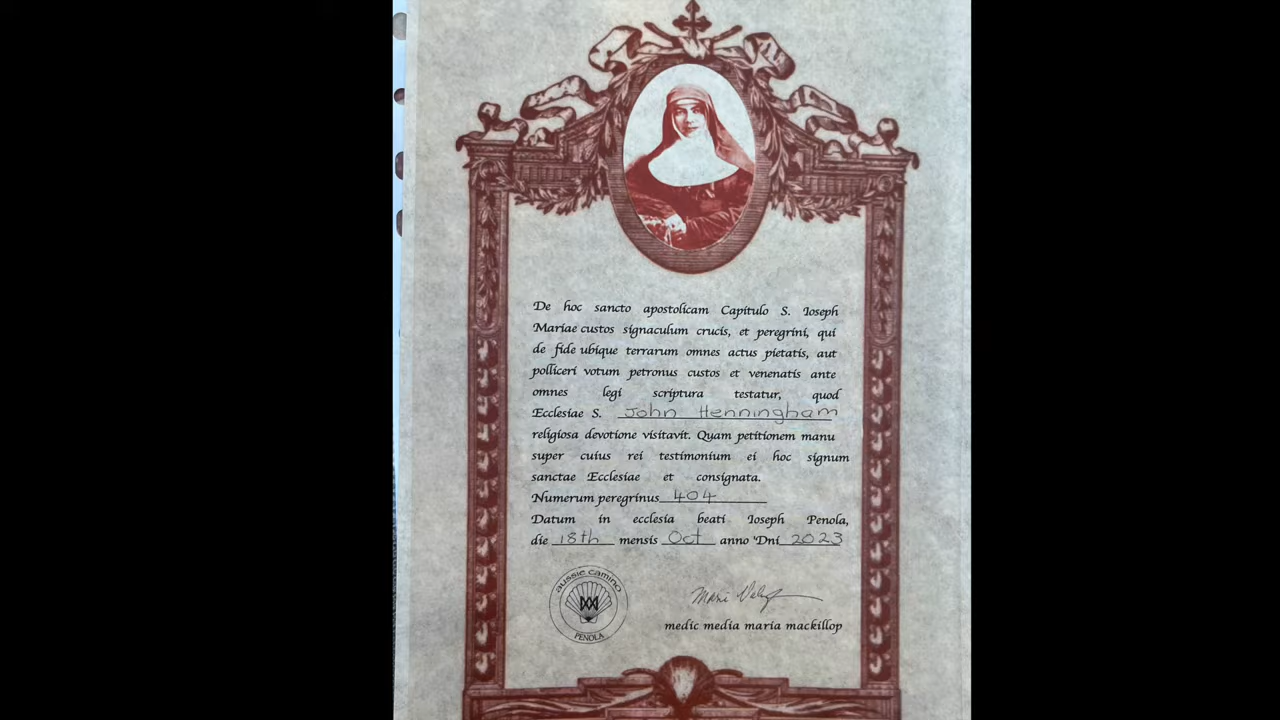 De hoc sancto apostolicam Capitulo S. Ioseph
Mariae custos signaculum crucis, et peregrini, qui
de fide ubique terrarum omnes actus pietatis, aut
polliceri votum petronus custos et venenatis ante
omnes legi scriptura testatur, quod
Ecclesiae S. John Henningham
religiosa devotione visitavit. Quam petitionem manu
super cuius rei testimonium ei hoc signum
sanctae Ecclesiae et consignata.
Numerum peregrinus 404
Datum in ecclesia beati Ioseph Penola,
die 18th mensis Oct anno 'Dni 2023
aussie camino
PENOLA
medic media maria mackillop